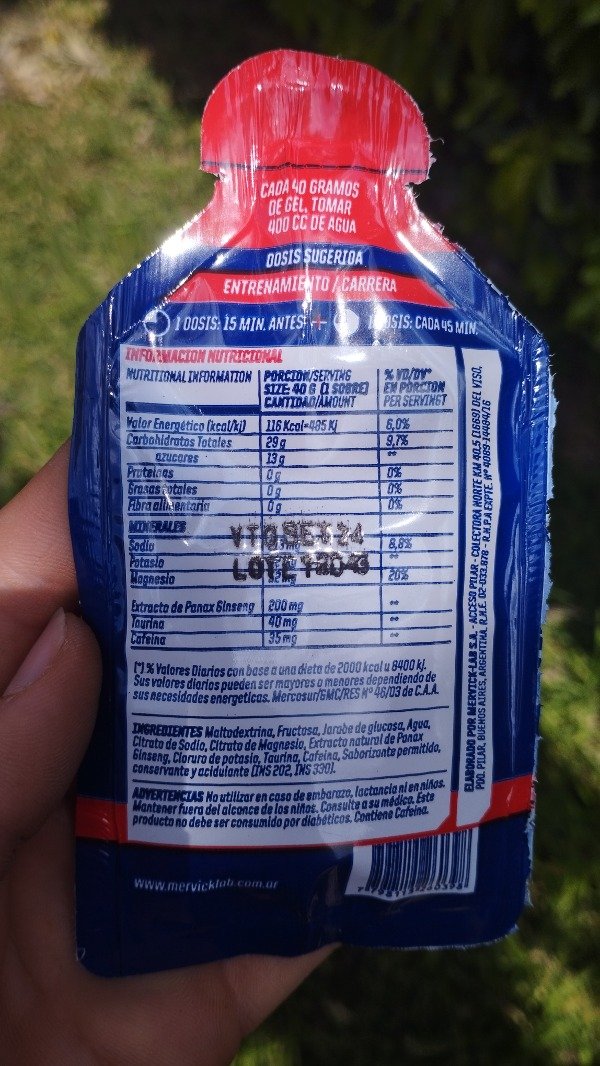 CADA 40 GRAMOS
DE GEL, TOMAR
400 CC DE AGUA
DOSIS SUGERIDA
ENTRENAMIENTO / CARRERA
1 DOSIS: 15 MIN. ANTES + 1 DOSIS: CADA 45 MIN.
INFORMACION NUTRICIONAL
NUTRITIONAL INFORMATION PORCION/SERVING % VD/DV*
SIZE: 40 G (1 SOBRE) EN PORCION
CANTIDAD/AMOUNT PER SERVINGT
Valor Energético (kcal/kj) 116 Kcal=485 Kj 6,0%
Carbohidratos Totales 29 g 9,7%
azucares 13 g **
Proteinas 0 g 0%
Grasas totales 0 g 0%
Fibra alimentaria 0 g 0%
MINERALES
Sodio 6,8%
Potasio **
Magnesio 20%
VTO SET 24
LOTE
Extracto de Panax Ginseng 200 mg **
Taurina 40 mg **
Cafeina 35 mg **
(*) % Valores Diarios con base a una dieta de 2000 kcal u 8400 kj.
Sus valores diarios pueden ser mayores o menores dependiendo de
sus necesidades energeticas. Mercosur/GMC/RES Nº 46/03 de C.A.A.
INGREDIENTES Maltodextrina, Fructosa, Jarabe de glucosa, Agua,
Citrato de Sodio, Citrato de Magnesio, Extracto natural de Panax
Ginseng, Cloruro de potasio, Taurina, Cafeina, Saborizante permitido,
conservante y acidulante (INS 202, INS 330).
ADVERTENCIAS No utilizar en caso de embarazo, lactancia ni en niños.
Mantener fuera del alcance de los niños. Consulte a su médico. Este
producto no debe ser consumido por diabéticos. Contiene Cafeina.
www.mervicklab.com.ar
ELABORADO POR MERVICK-LAB S.A. - ACCESO PILAR - COLECTORA NORTE KM 40,5 (1669) DEL VISO,
PDO. PILAR, BUENOS AIRES, ARGENTINA. R.N.E. 02-033.878 - R.N.P.A EXPTE. Nº 4089-14404/16